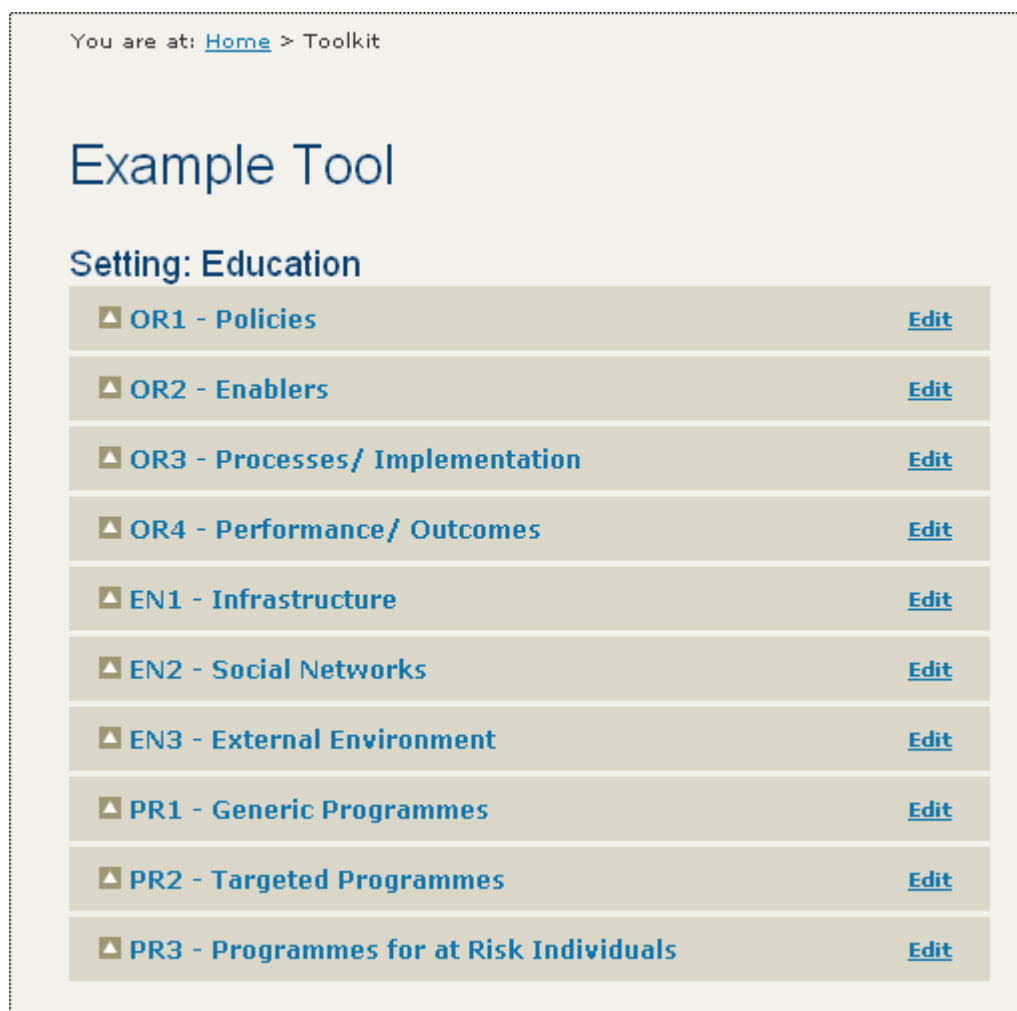 You are at: Home > Toolkit
Example Tool
Setting: Education
OR1 - Policies Edit
OR2 - Enablers Edit
OR3 - Processes/ Implementation Edit
OR4 - Performance/ Outcomes Edit
EN1 - Infrastructure Edit
EN2 - Social Networks Edit
EN3 - External Environment Edit
PR1 - Generic Programmes Edit
PR2 - Targeted Programmes Edit
PR3 - Programmes for at Risk Individuals Edit